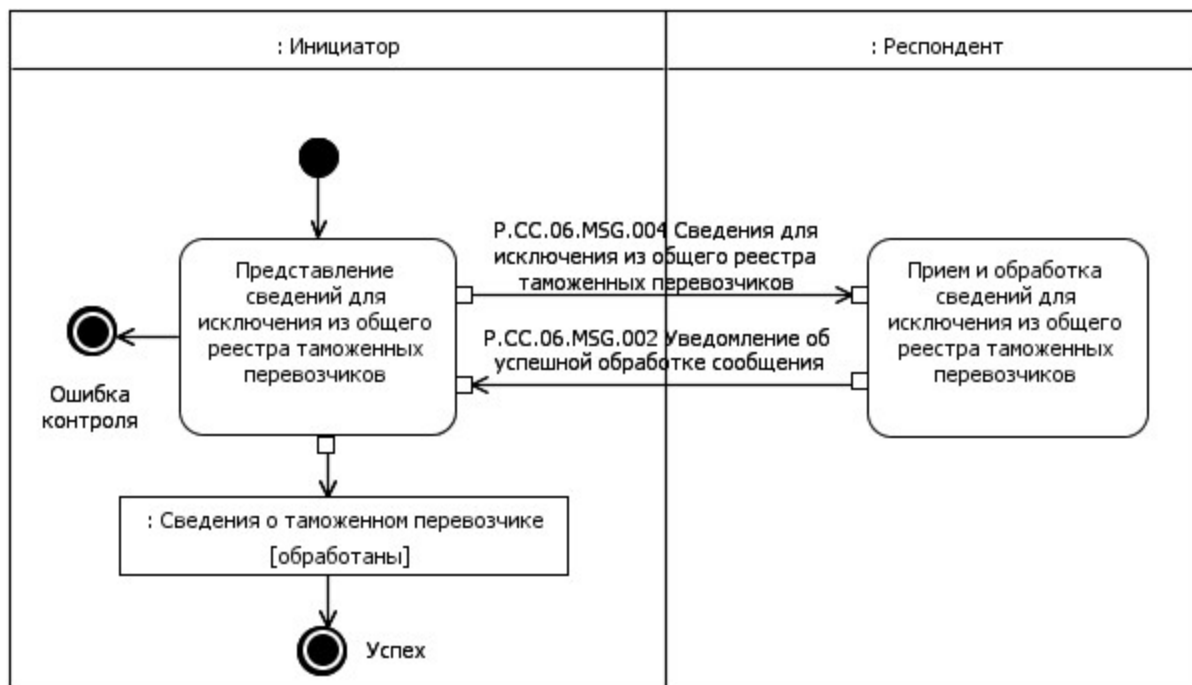 : Инициатор
: Респондент
P.CC.06.MSG.004 Сведения для
исключения из общего реестра
таможенных перевозчиков
Представление
сведений для
исключения из общего
реестра таможенных
перевозчиков
Прием и обработка
сведений для
исключения из общего
реестра таможенных
перевозчиков
P.CC.06.MSG.002 Уведомление об
успешной обработке сообщения
Ошибка
контроля
: Сведения о таможенном перевозчике
[обработаны]
Успех